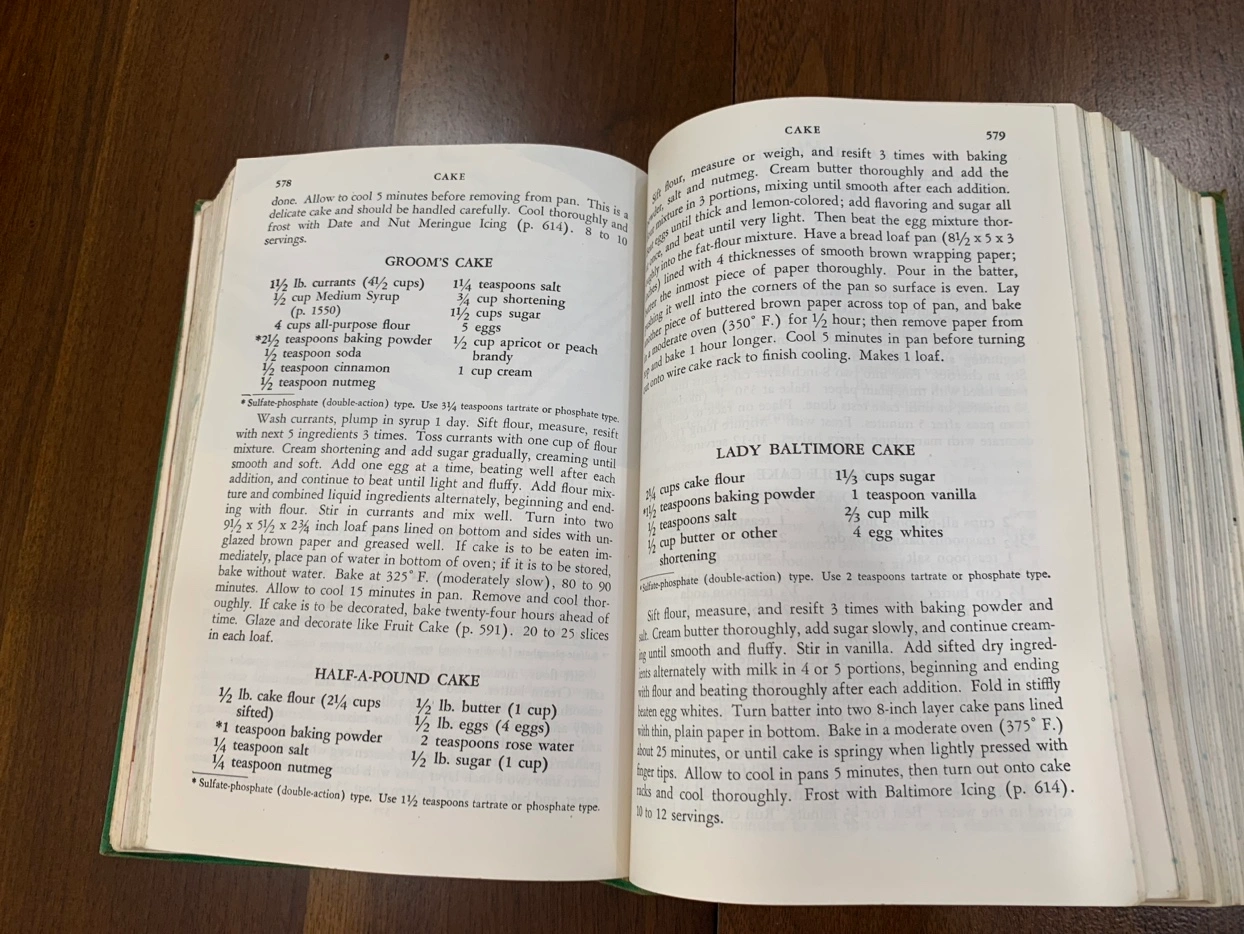 578
CAKE
done. Allow to cool 5 minutes before removing from pan. This is a
delicate cake and should be handled carefully. Cool thoroughly and
frost with Date and Nut Meringue Icing (p. 614). 8 to 10
servings.
GROOM'S CAKE
1½ lb. currants (4½ cups)
½ cup Medium Syrup
(p. 1550)
4 cups all-purpose flour
*2½ teaspoons baking powder
½ teaspoon soda
½ teaspoon cinnamon
½ teaspoon nutmeg
1¼ teaspoons salt
¾ cup shortening
1½ cups sugar
5 eggs
½ cup apricot or peach
brandy
1 cup cream
* Sulfate-phosphate (double-action) type. Use 3¼ teaspoons tartrate or phosphate type.
Wash currants, plump in syrup 1 day. Sift flour, measure, resift
with next 5 ingredients 3 times. Toss currants with one cup of flour
mixture. Cream shortening and add sugar gradually, creaming until
smooth and soft. Add one egg at a time, beating well after each
addition, and continue to beat until light and fluffy. Add flour mix-
ture and combined liquid ingredients alternately, beginning and end-
ing with flour. Stir in currants and mix well. Turn into two
9½ x 5½ x 2¾ inch loaf pans lined on bottom and sides with un-
glazed brown paper and greased well. If cake is to be eaten im-
mediately, place pan of water in bottom of oven; if it is to be stored,
bake without water. Bake at 325° F. (moderately slow), 80 to 90
minutes. Allow to cool 15 minutes in pan. Remove and cool thor-
oughly. If cake is to be decorated, bake twenty-four hours ahead of
time. Glaze and decorate like Fruit Cake (p. 591). 20 to 25 slices
in each loaf.
HALF-A-POUND CAKE
½ lb. cake flour (2¼ cups
sifted)
*1 teaspoon baking powder
¼ teaspoon salt
¼ teaspoon nutmeg
½ lb. butter (1 cup)
½ lb. eggs (4 eggs)
2 teaspoons rose water
½ lb. sugar (1 cup)
* Sulfate-phosphate (double-action) type. Use 1½ teaspoons tartrate or phosphate type.
CAKE
579
Sift flour, measure or weigh, and resift 3 times with baking
salt and nutmeg. Cream butter thoroughly and add the
mixture in 3 portions, mixing until smooth after each addition.
eggs until thick and lemon-colored; add flavoring and sugar all
and beat until very light. Then beat the egg mixture thor-
into the fat-flour mixture. Have a bread loaf pan (8½ x 5 x 3
lined with 4 thicknesses of smooth brown wrapping paper;
the inmost piece of paper thoroughly. Pour in the batter,
it well into the corners of the pan so surface is even. Lay
piece of buttered brown paper across top of pan, and bake
a moderate oven (350° F.) for ½ hour; then remove paper from
and bake 1 hour longer. Cool 5 minutes in pan before turning
onto wire cake rack to finish cooling. Makes 1 loaf.
LADY BALTIMORE CAKE
2¼ cups cake flour
*1½ teaspoons baking powder
½ teaspoons salt
½ cup butter or other
shortening
1⅓ cups sugar
1 teaspoon vanilla
⅔ cup milk
4 egg whites
*Sulfate-phosphate (double-action) type. Use 2 teaspoons tartrate or phosphate type.
Sift flour, measure, and resift 3 times with baking powder and
salt. Cream butter thoroughly, add sugar slowly, and continue cream-
ing until smooth and fluffy. Stir in vanilla. Add sifted dry ingred-
ients alternately with milk in 4 or 5 portions, beginning and ending
with flour and beating thoroughly after each addition. Fold in stiffly
beaten egg whites. Turn batter into two 8-inch layer cake pans lined
with thin, plain paper in bottom. Bake in a moderate oven (375° F.)
about 25 minutes, or until cake is springy when lightly pressed with
finger tips. Allow to cool in pans 5 minutes, then turn out onto cake
racks and cool thoroughly. Frost with Baltimore Icing (p. 614).
10 to 12 servings.